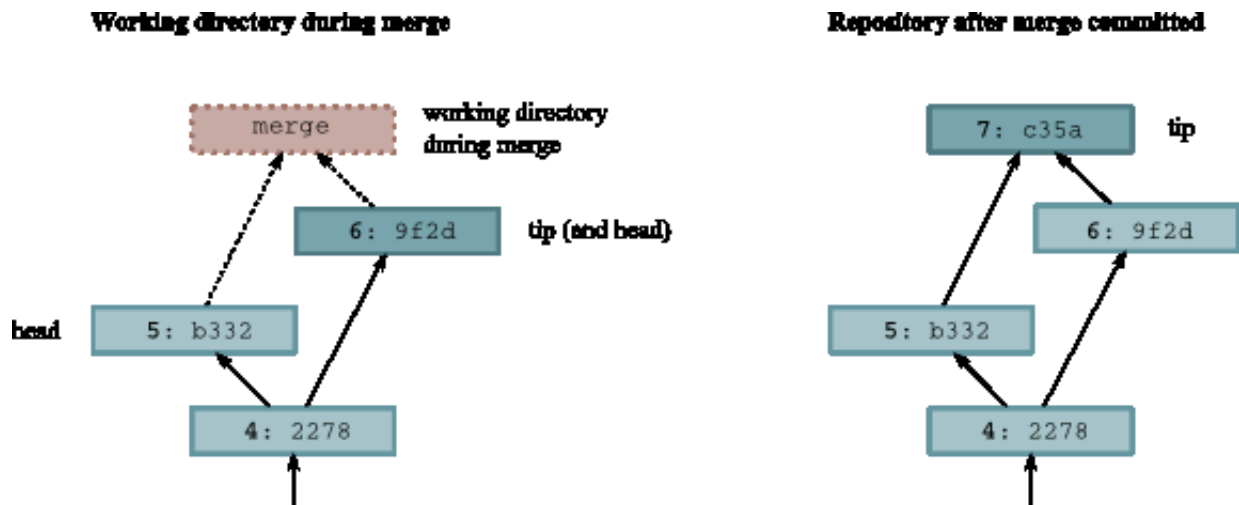 Working directory during merge
merge
working directory
during merge
6: 9f2d
tip (and head)
head
5: b332
4: 2278
Repository after merge committed
7: c35a
tip
6: 9f2d
5: b332
4: 2278